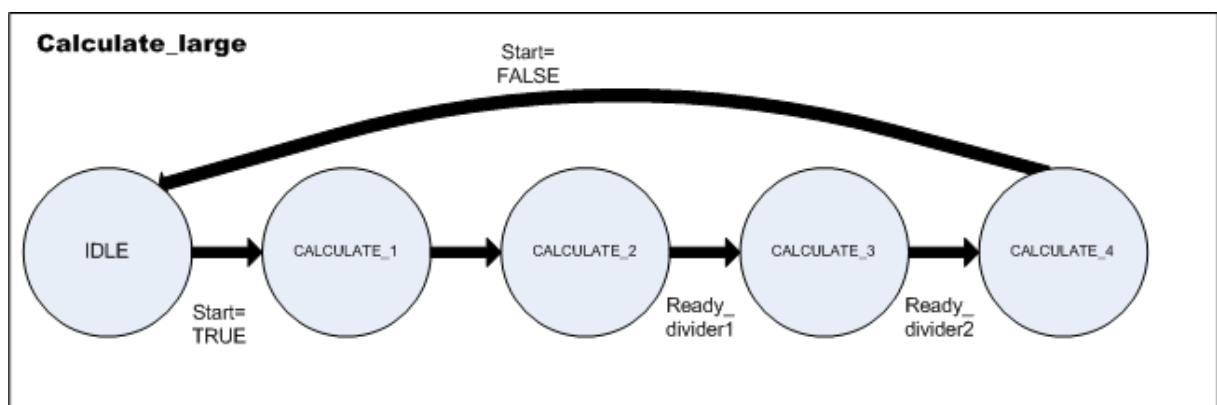 Calculate_large
Start=
FALSE
IDLE
CALCULATE_1
CALCULATE_2
CALCULATE_3
CALCULATE_4
Start=
TRUE
Ready_
divider1
Ready_
divider2